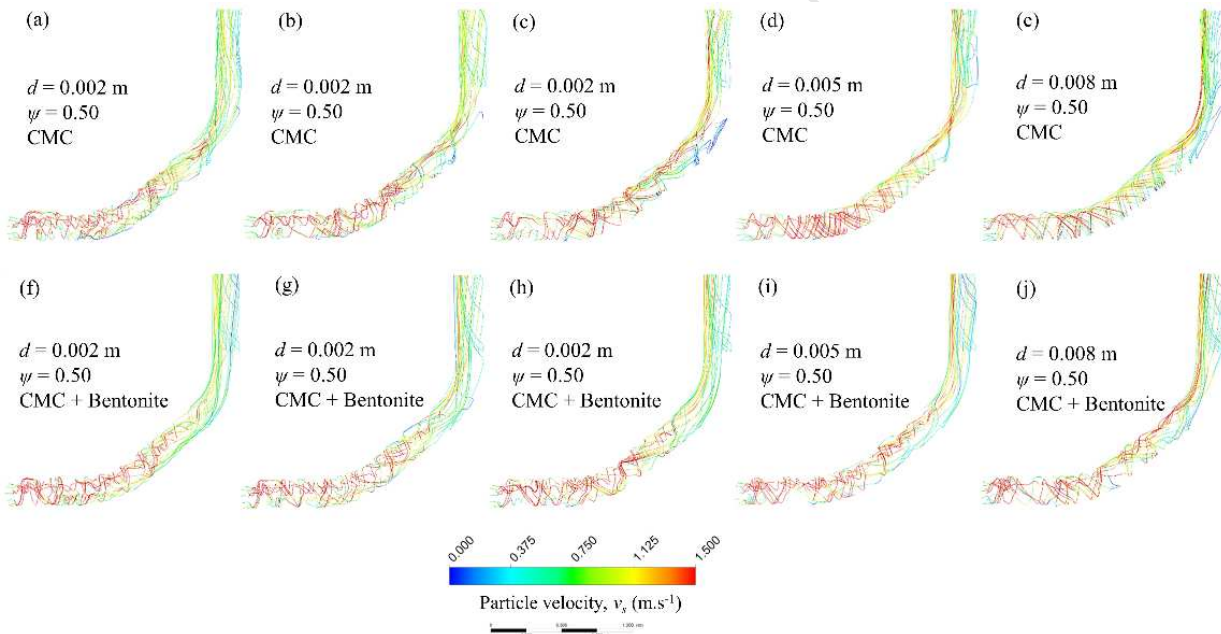 (a)
d = 0.002 m
ψ = 0.50
CMC
(b)
d = 0.002 m
ψ = 0.50
CMC
(c)
d = 0.002 m
ψ = 0.50
CMC
(d)
d = 0.005 m
ψ = 0.50
CMC
(e)
d = 0.008 m
ψ = 0.50
CMC
(f)
d = 0.002 m
ψ = 0.50
CMC + Bentonite
(g)
d = 0.002 m
ψ = 0.50
CMC + Bentonite
(h)
d = 0.002 m
ψ = 0.50
CMC + Bentonite
(i)
d = 0.005 m
ψ = 0.50
CMC + Bentonite
(j)
d = 0.008 m
ψ = 0.50
CMC + Bentonite
0.000 0.375 0.750 1.125 1.500
Particle velocity, vₛ (m.s⁻¹)